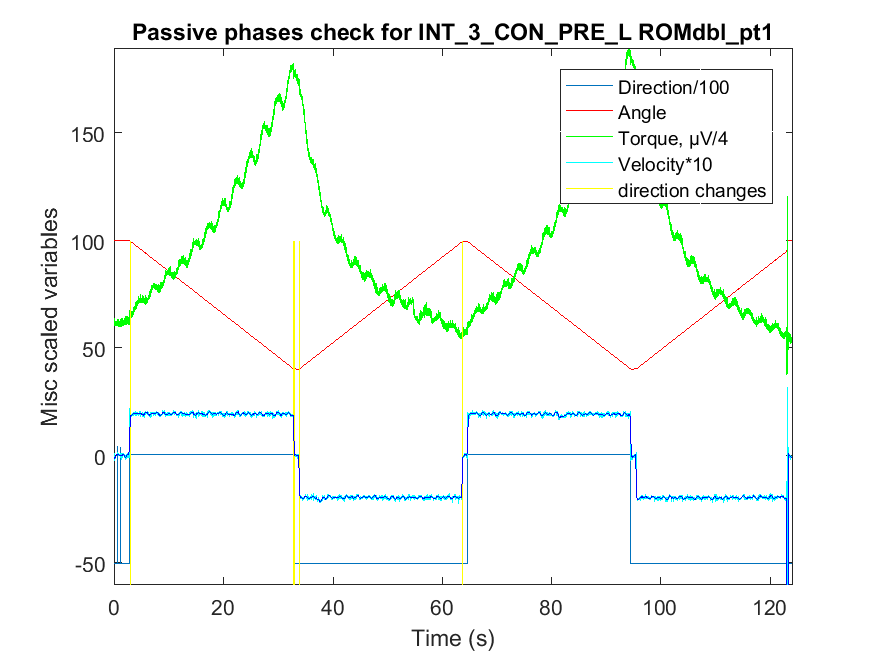 Passive phases check for INT_3_CON_PRE_L ROMdbl_pt1
Direction/100
Angle
Torque, µV/4
Velocity*10
direction changes
150
100
50
0
-50
Misc scaled variables
0
20
40
60
80
100
120
Time (s)